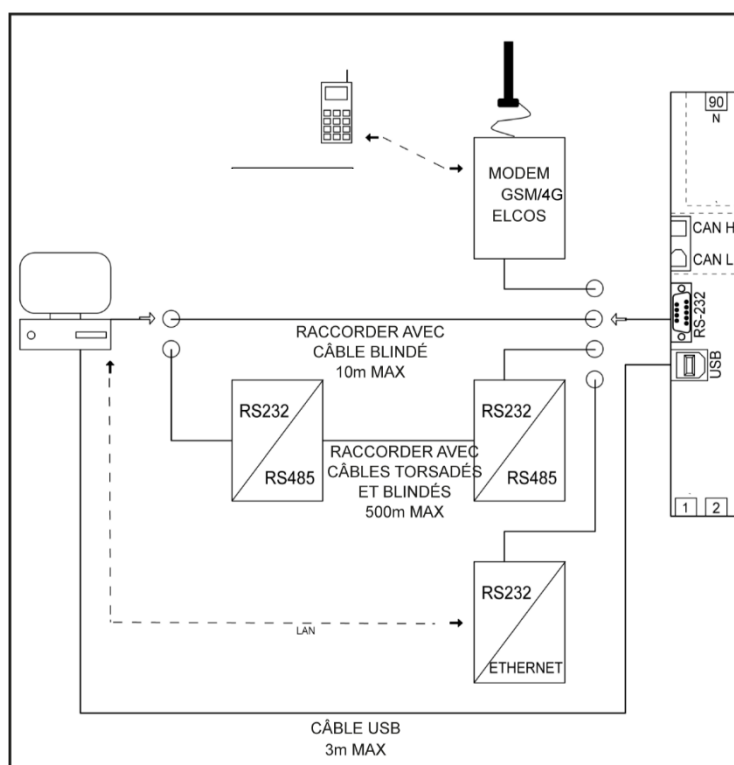 90
N
MODEM
GSM/4G
ELCOS
CAN H
CAN L
RS-232
RACCORDER AVEC
CÂBLE BLINDÉ
10m MAX
USB
RS232
RS485
RACCORDER AVEC
CÂBLES TORSADÉS
ET BLINDÉS
500m MAX
RS232
RS485
1
2
RS232
ETHERNET
LAN
CÂBLE USB
3m MAX